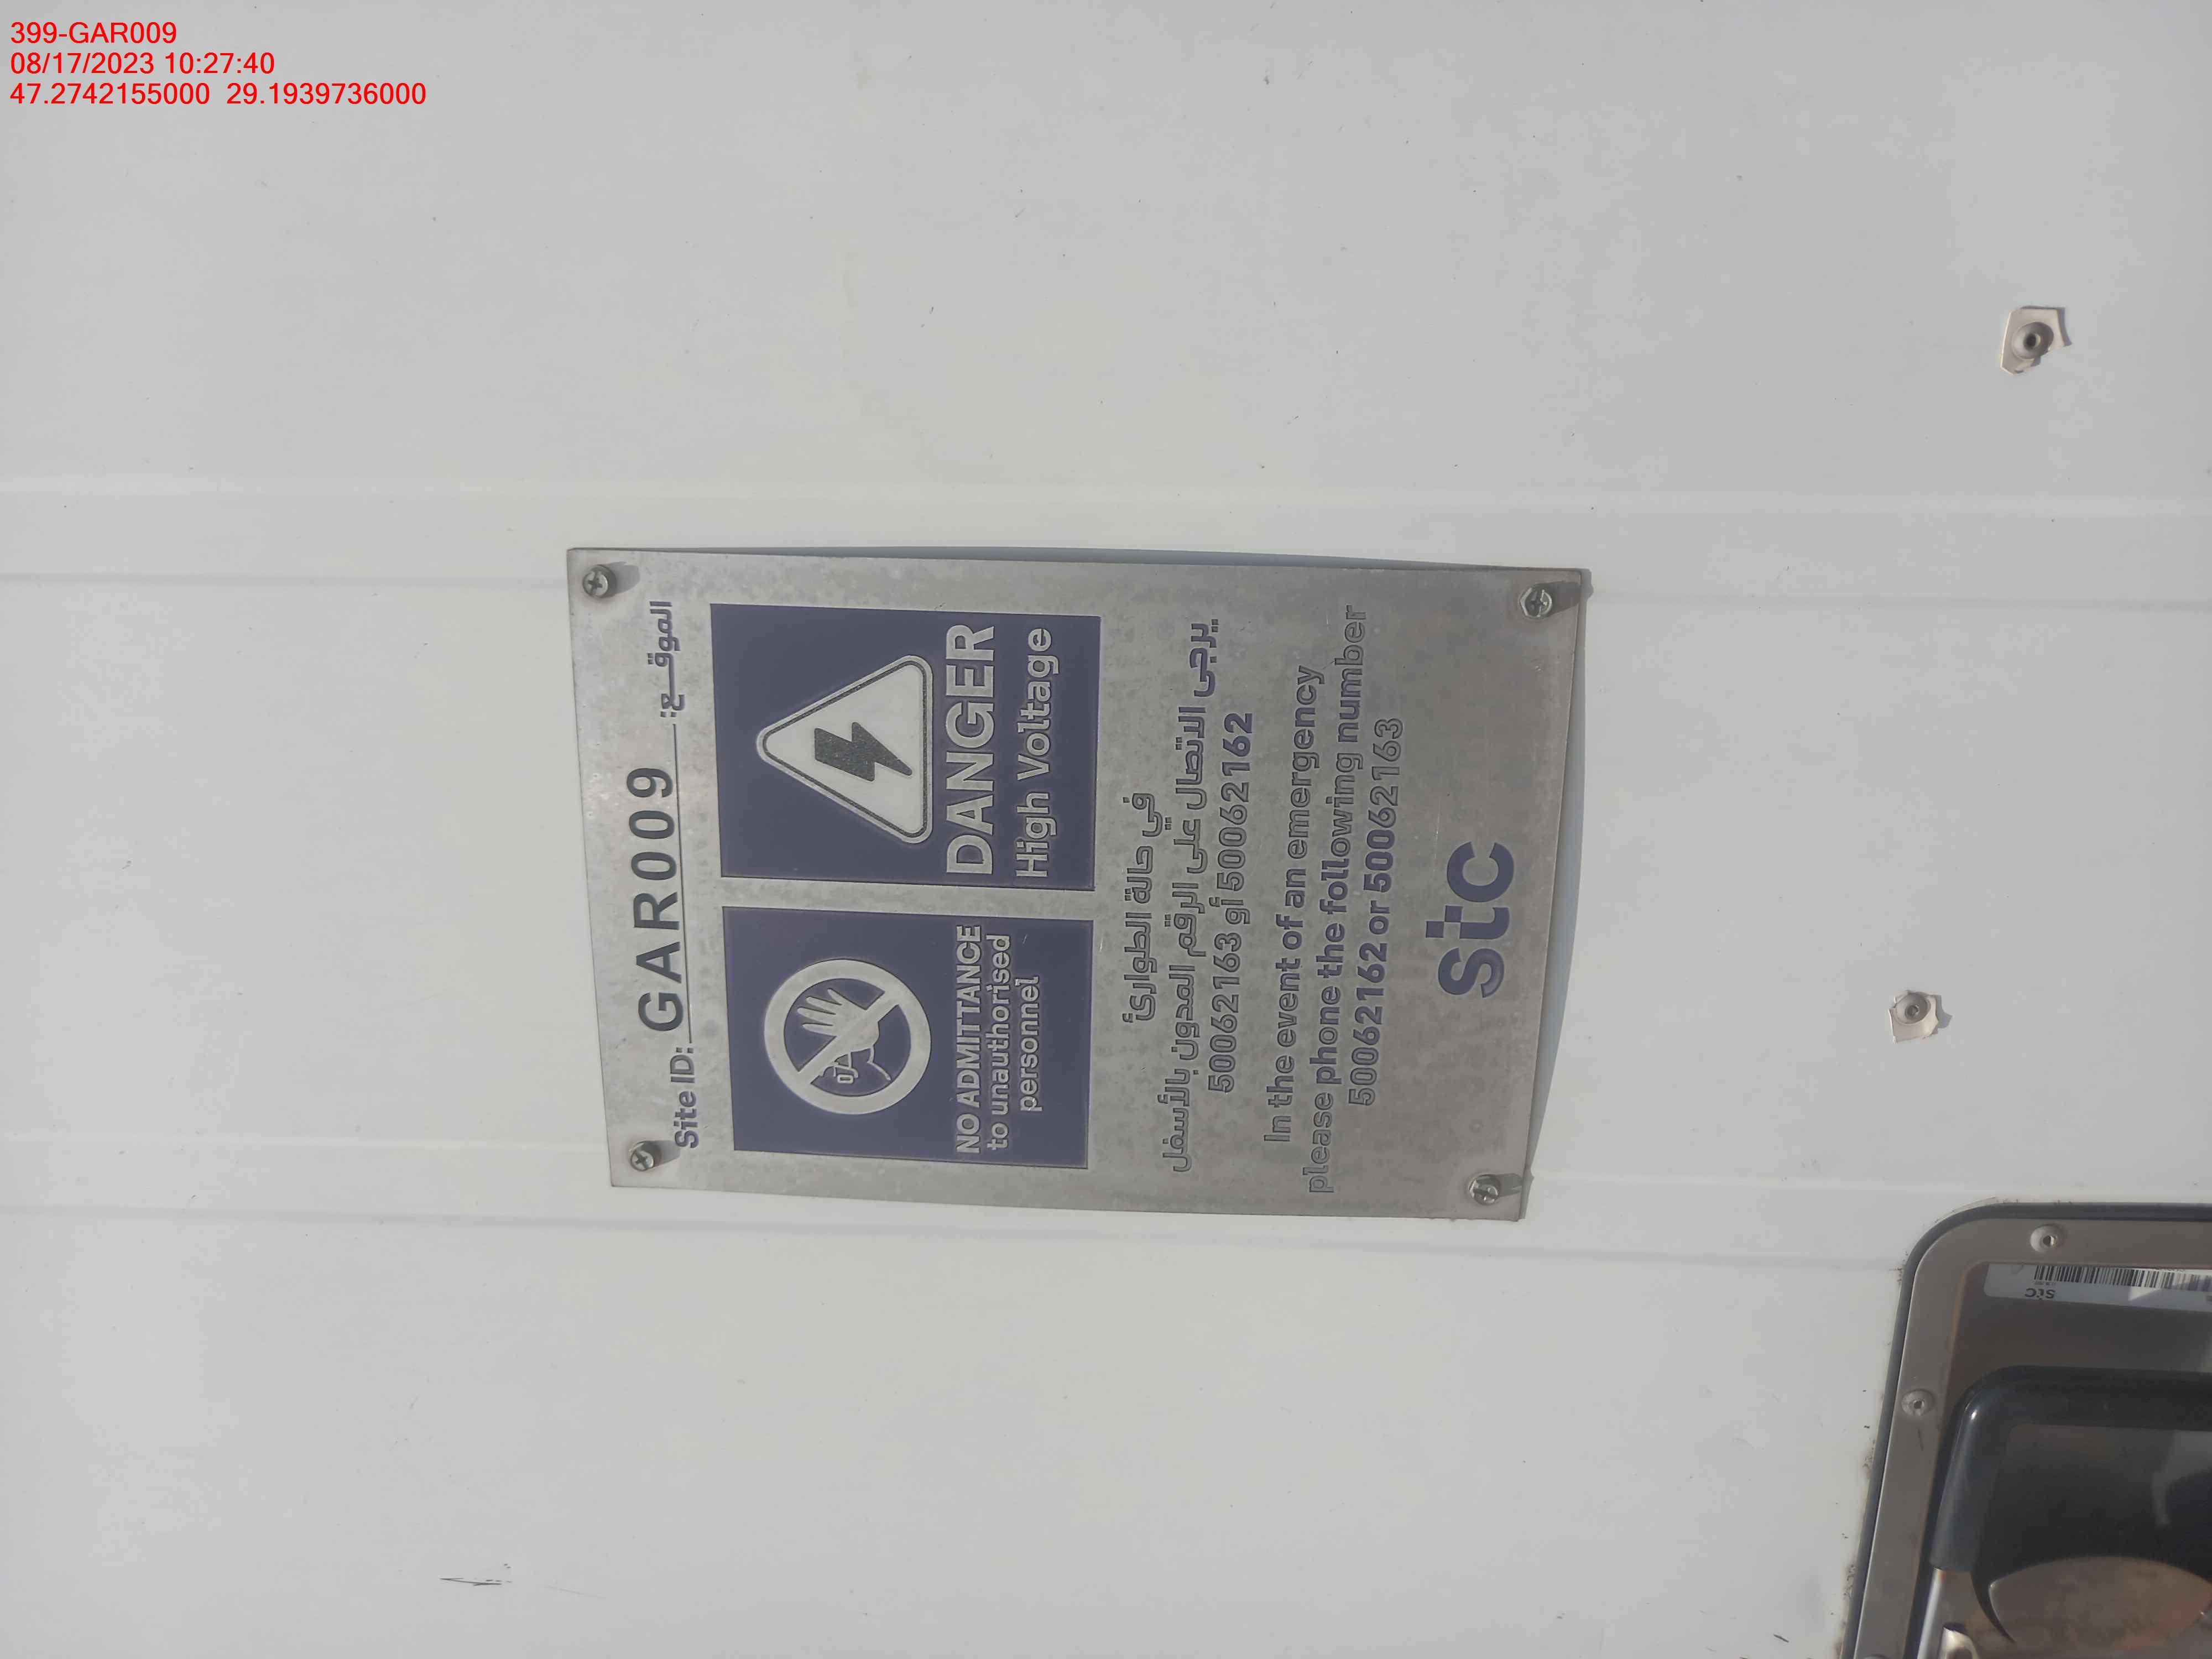 399-GAR009
08/17/2023 10:27:40
47.2742155000 29.1939736000
Site ID: GAR009 الموقــع:
NO ADMITTANCE
to unauthorised
personnel
DANGER
High Voltage
في حالة الطوارئ
يرجى الاتصال على الرقم المدون بالأسفل
50062163 أو 50062162
In the event of an emergency
please phone the following number
50062162 or 50062163
stc
stc